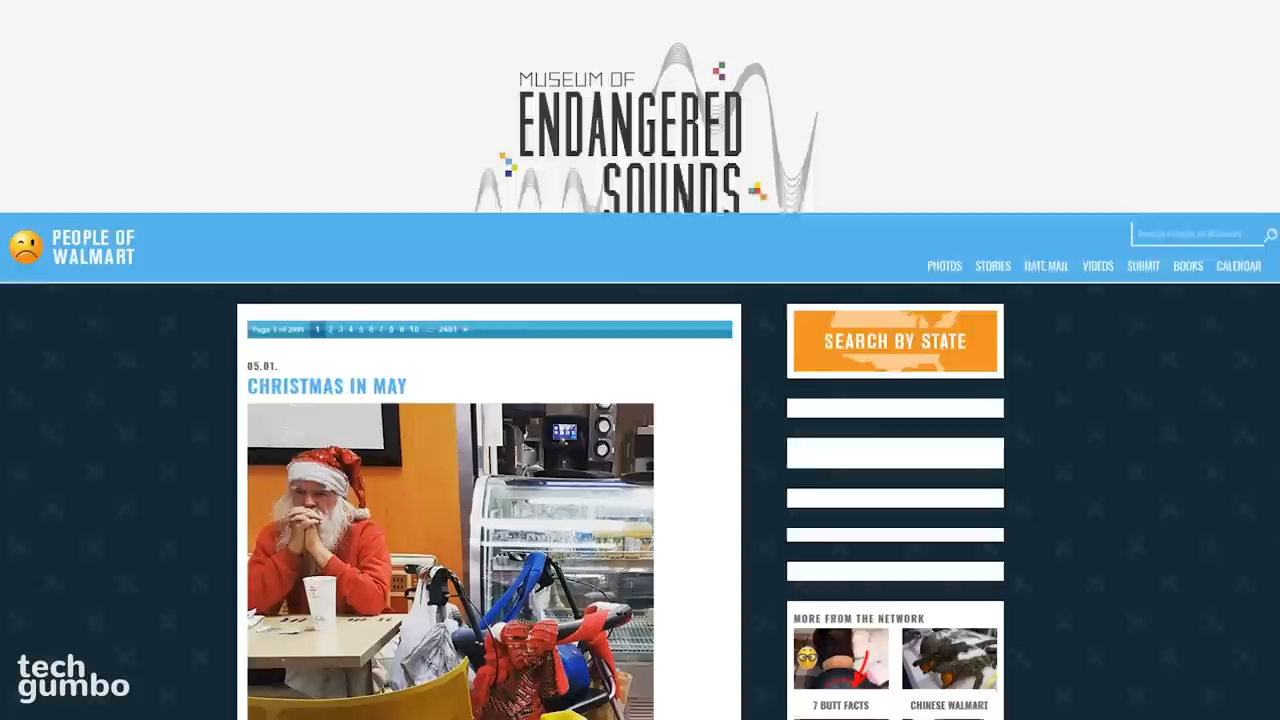 MUSEUM OF
ENDANGERED
SOUNDS
PEOPLE OF
WALMART
PHOTOS STORIES HATE MAIL VIDEOS SUBMIT BOOKS CALENDAR
Page 1 of 2481 1 2 3 4 5 6 7 8 9 10 ... 2481 »
SEARCH BY STATE
05.01.
CHRISTMAS IN MAY
MORE FROM THE NETWORK
7 BUTT FACTS CHINESE WALMART
tech
gumbo